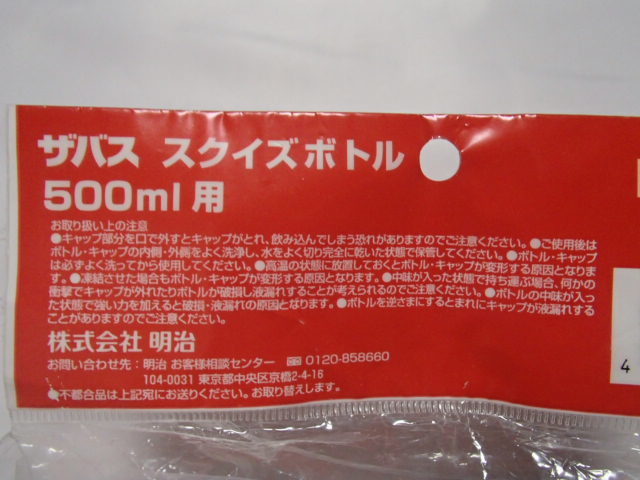 ザバス スクイズボトル
500ml用
お取り扱い上の注意
●キャップ部分を口で外すとキャップがとれ、飲み込んでしまう恐れがありますのでご注意ください。●ご使用後は
ボトル・キャップの内側・外側をよく洗浄し、水をよく切り完全に乾いた状態で保管してください。●ボトル・キャップ
は必ずよく洗ってから使用してください。●高温の状態に放置しておくとボトル・キャップが変形する原因となりま
す。●凍結させた場合もボトル・キャップが変形する原因となります。●中味が入った状態で持ち運ぶ場合、何かの
衝撃でキャップが外れたりボトルが破損し液漏れすることが考えられるのでご注意ください。●ボトルの中味が入っ
た状態で強い力を加えると破損・液漏れの原因となります。●ボトルを逆さまにするとまれにキャップが液漏れする
ことがありますのでご注意ください。
株式会社 明治
お問い合わせ先：明治 お客様相談センター 0120-858660
104-0031 東京都中央区京橋2-4-16
●不都合品は上記宛にお送りください。お取り替えします。
4